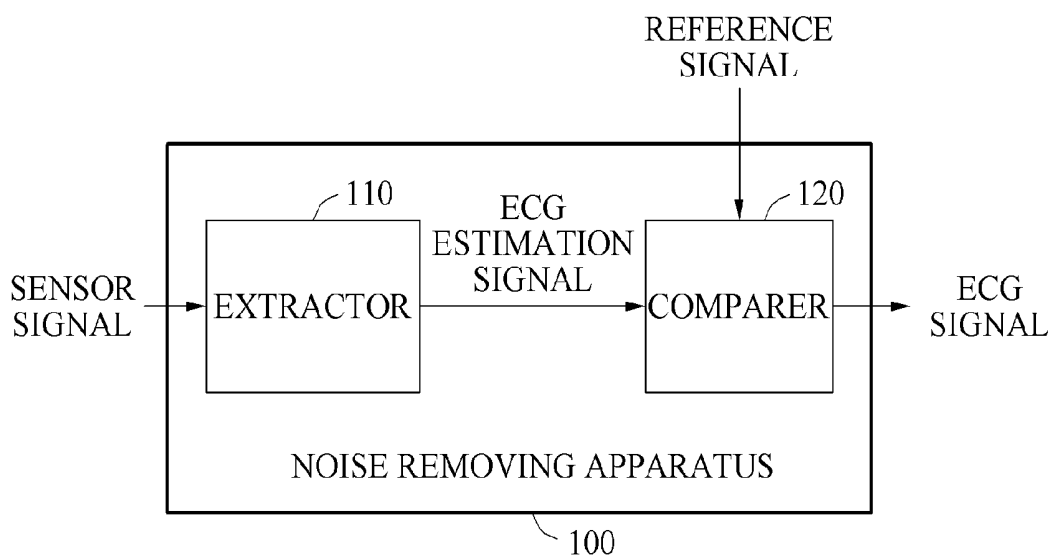 REFERENCE
SIGNAL
110
120
ECG
ESTIMATION
SIGNAL
SENSOR
SIGNAL
EXTRACTOR
COMPARER
ECG
SIGNAL
NOISE REMOVING APPARATUS
100